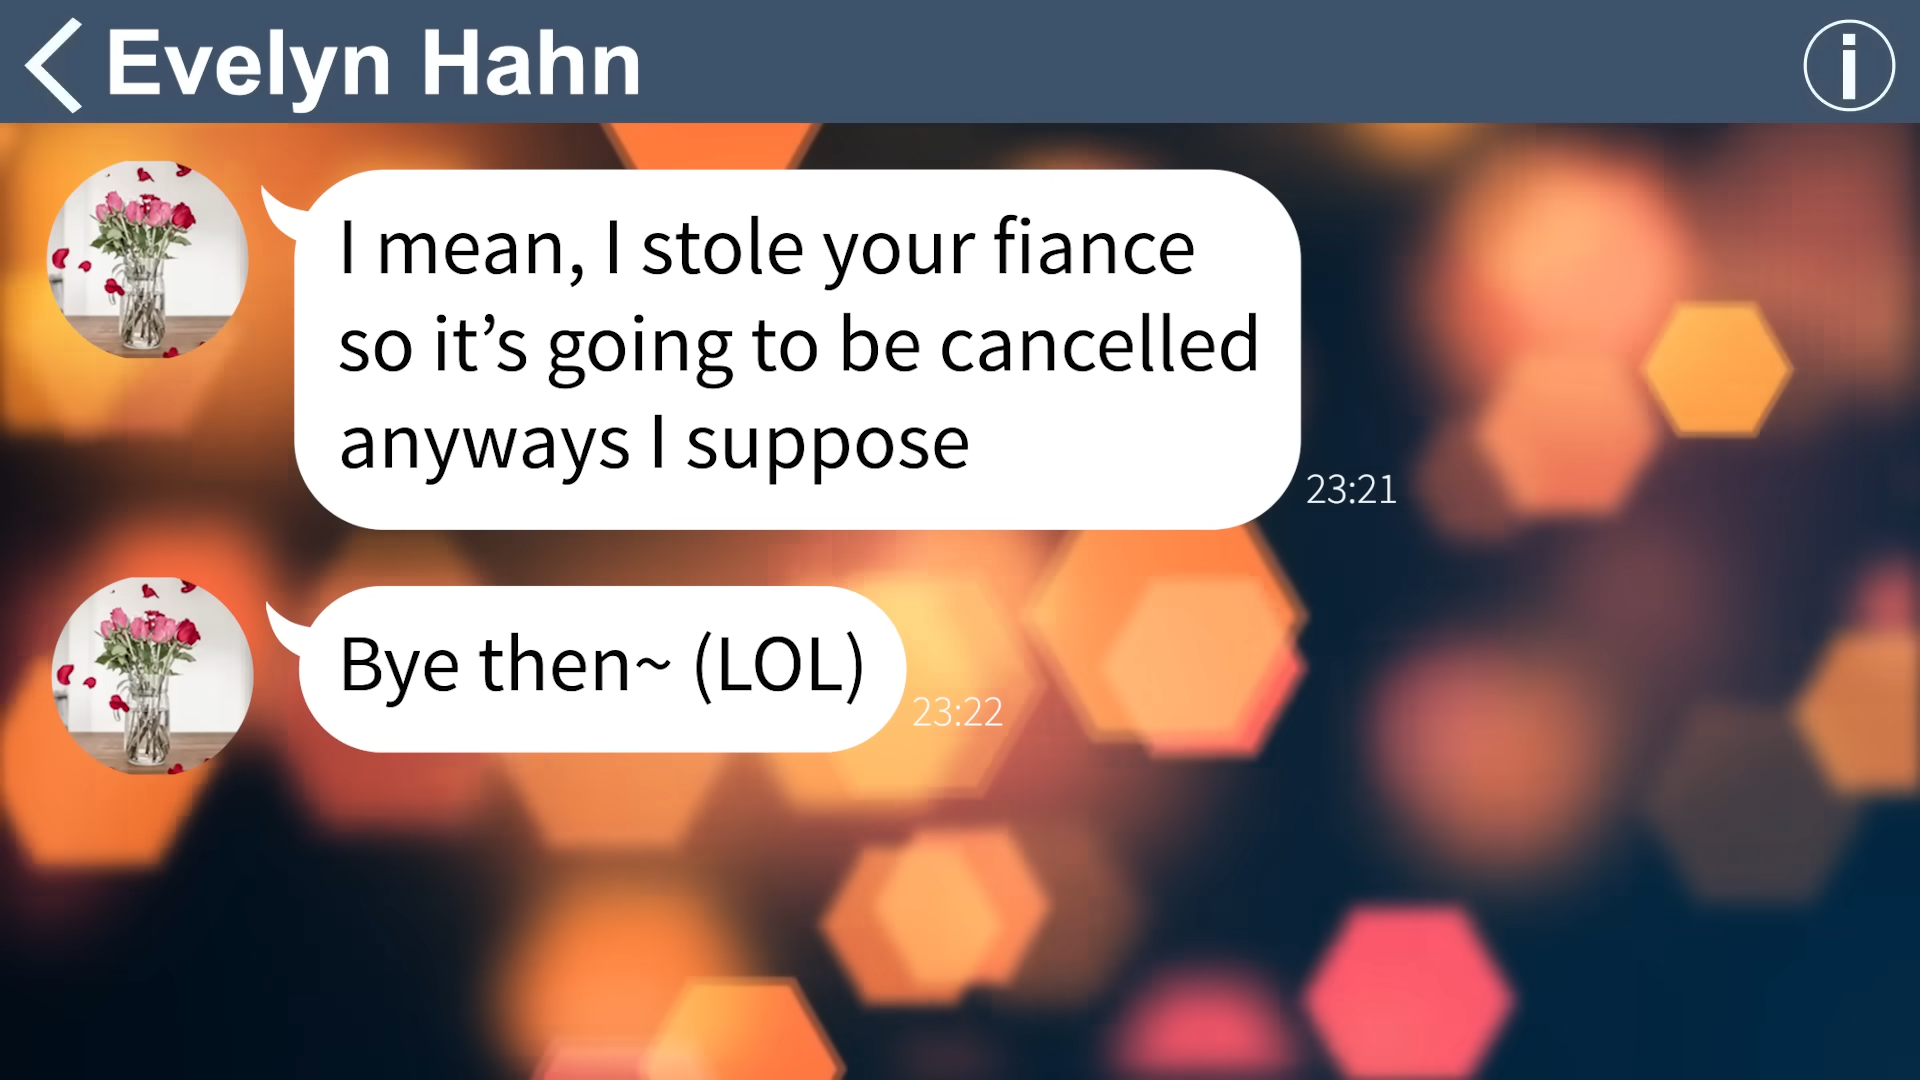 Evelyn Hahn
I mean, I stole your fiance
so it’s going to be cancelled
anyways I suppose
23:21
Bye then~ (LOL)
23:22